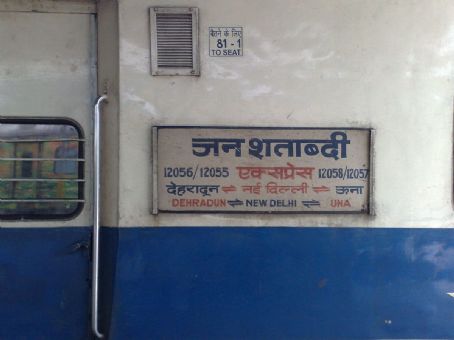 बैठने के लिए
81 - 1
TO SEAT
जन शताब्दी
12056/12055 एक्सप्रेस 12058/12057
देहरादून ⇌ नई दिल्ली ⇌ ऊना
DEHRADUN ⇌ NEW DELHI ⇌ UNA